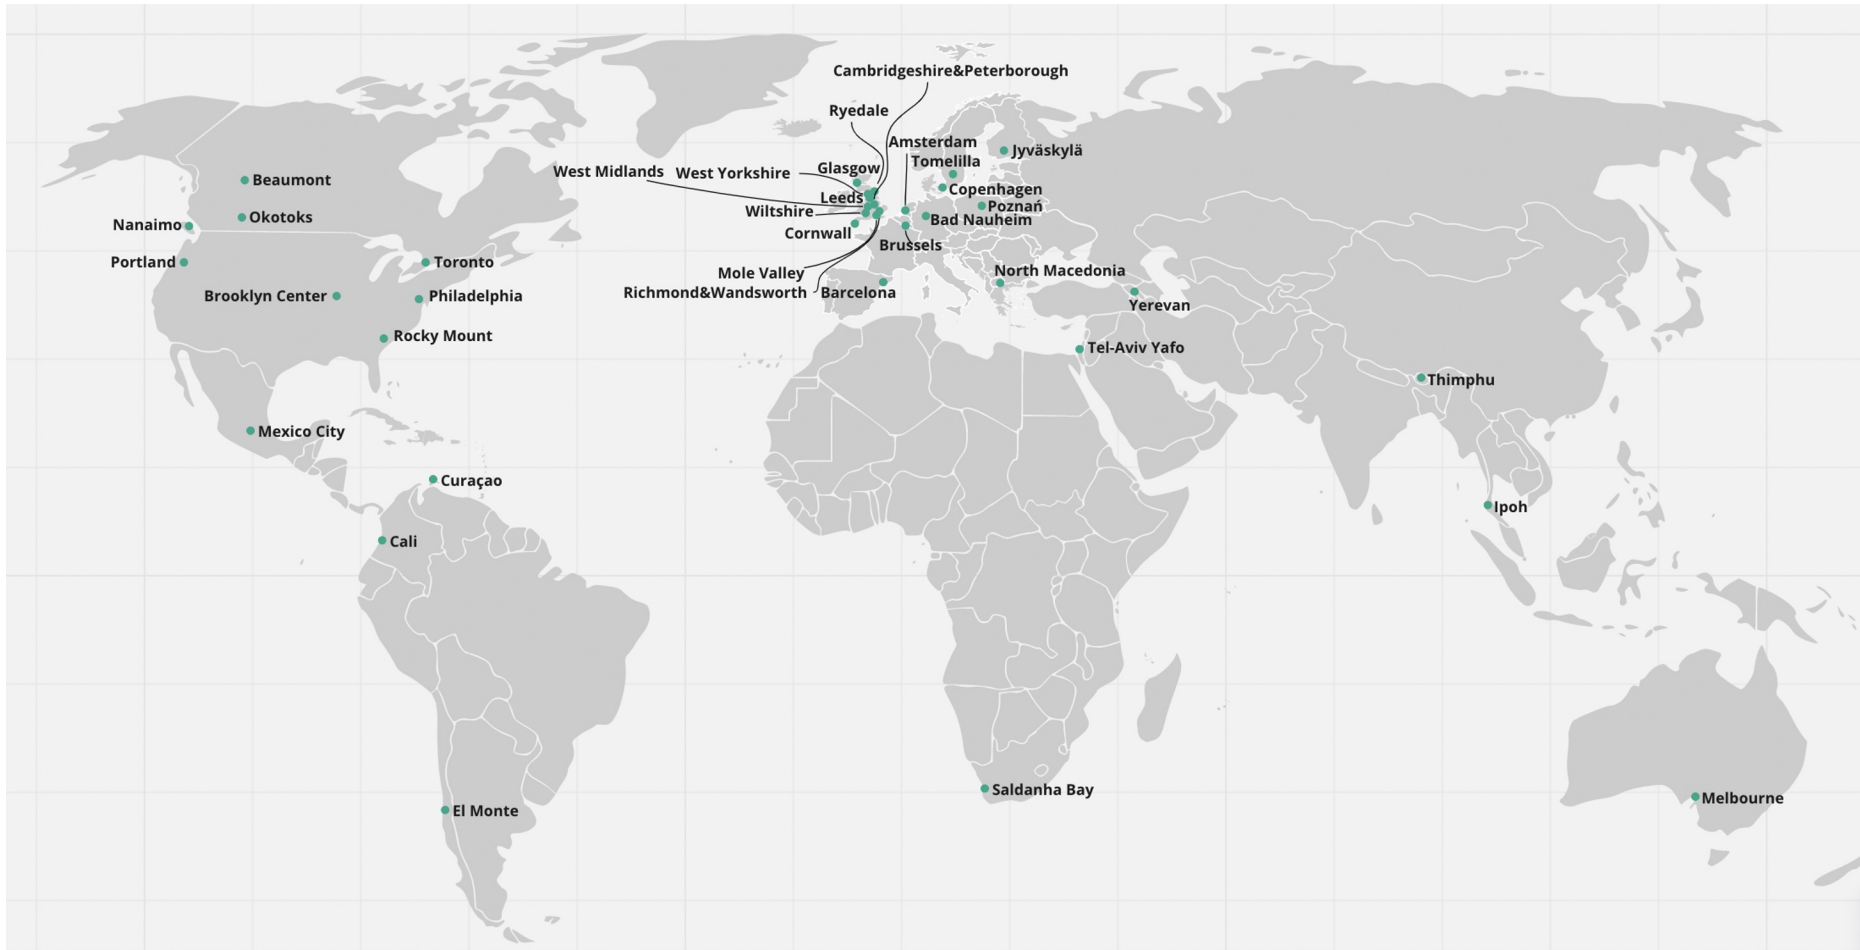 Cambridgeshire&Peterborough
Ryedale
Amsterdam
Jyväskylä
Tomelilla
West Midlands
West Yorkshire
Glasgow
Beaumont
Copenhagen
Leeds
Poznań
Wiltshire
Okotoks
Bad Nauheim
Nanaimo
Cornwall
Brussels
Portland
Toronto
Mole Valley
North Macedonia
Richmond&Wandsworth
Barcelona
Brooklyn Center
Philadelphia
Yerevan
Rocky Mount
Tel-Aviv Yafo
Thimphu
Mexico City
Curaçao
Ipoh
Cali
Saldanha Bay
Melbourne
El Monte